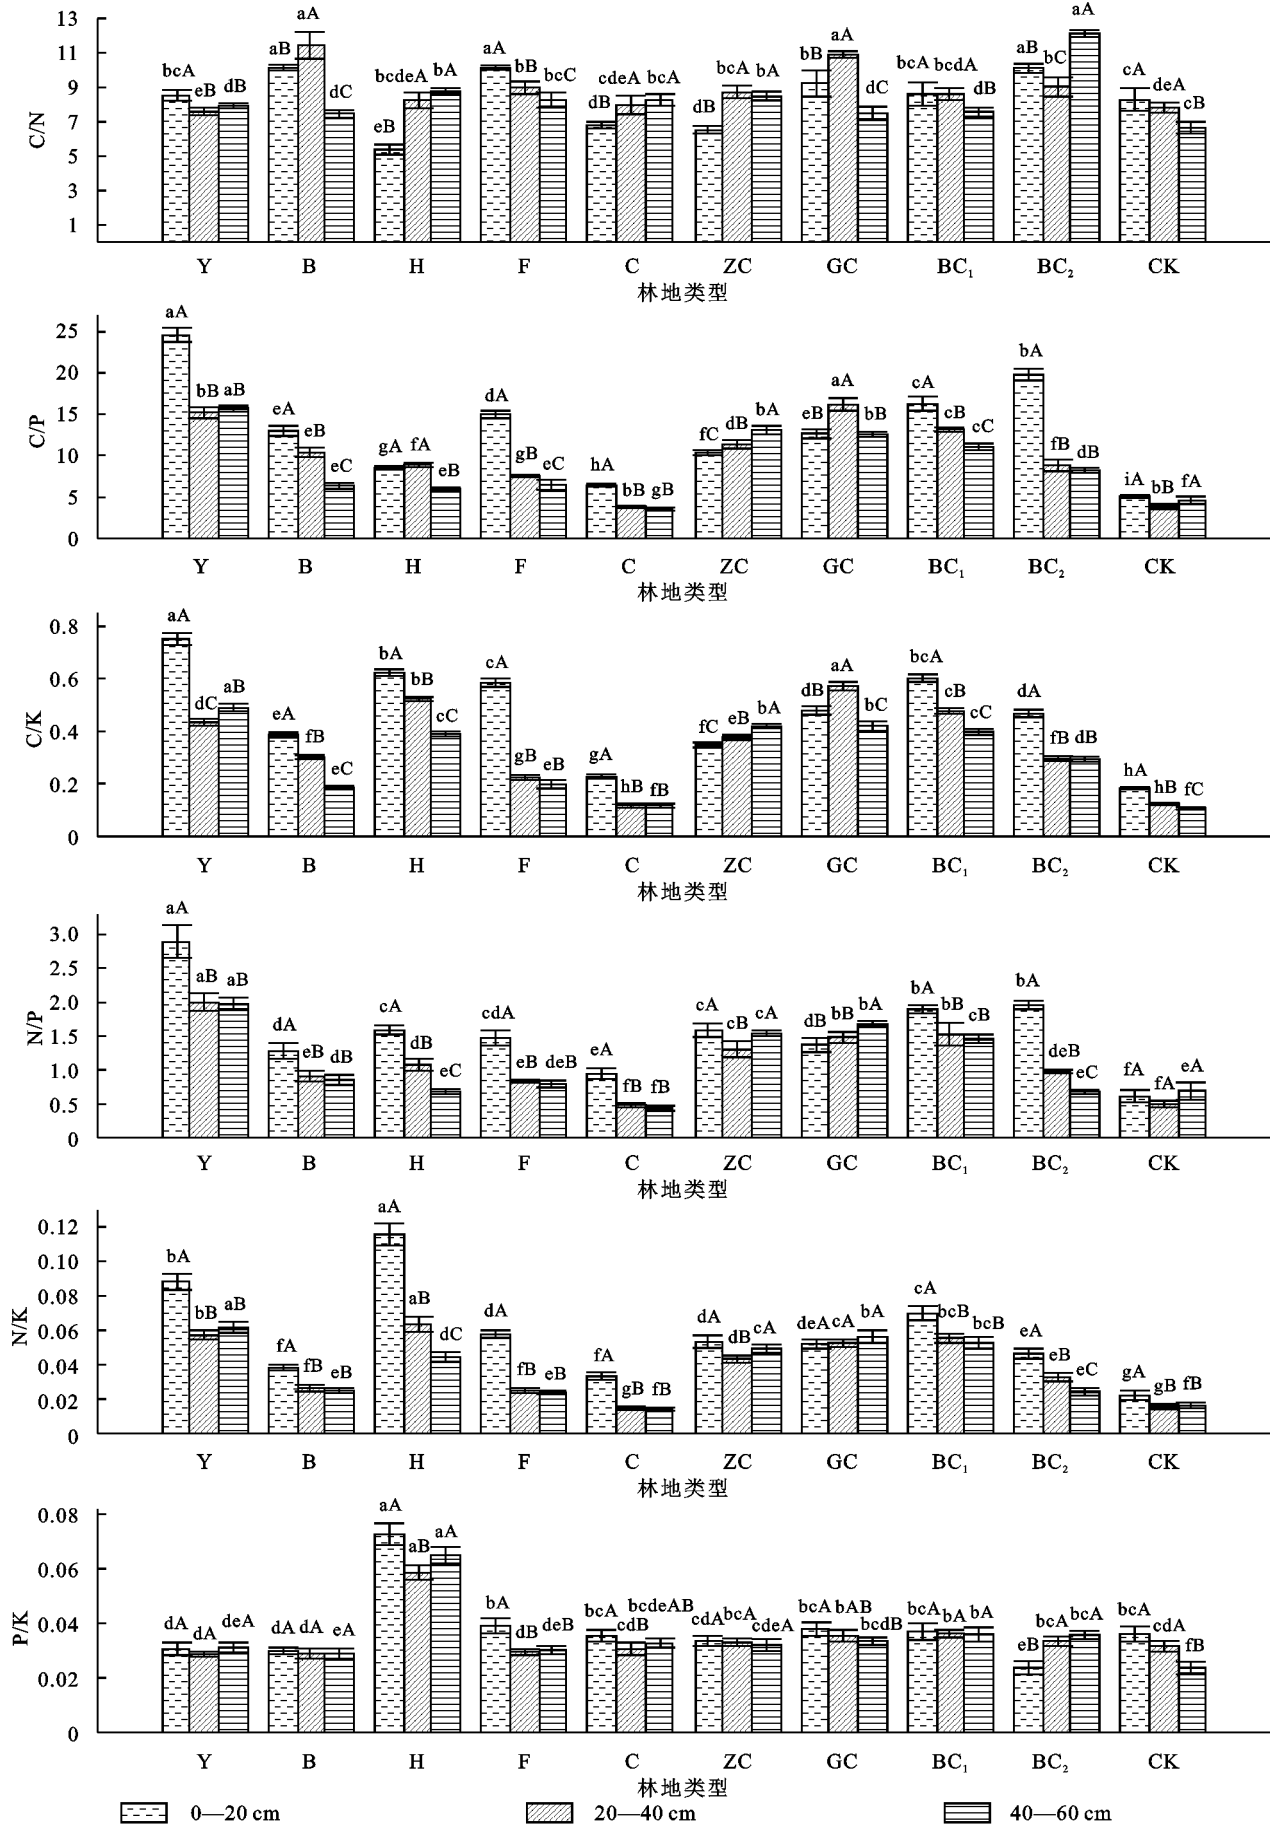 C/N
13
11
9
7
5
3
1
bcA eB dB aB aA dC eB bcdeA bA aA bB bcC dB cdeA bcA dB bcA bA bB aA dC bcA bcdA dB aB bC aA cA deA cB
Y B H F C ZC GC BC₁ BC₂ CK
林地类型
C/P
25
20
15
10
5
0
aA bB aB eA eB eC gA fA eB dA gB eC hA bB gB fC dB bA eB aA bB cA cB cC bA fB dB iA bB fA
Y B H F C ZC GC BC₁ BC₂ CK
林地类型
C/K
0.8
0.6
0.4
0.2
0
aA dC aB eA fB eC bA bB cC cA gB eB gA hB fB fC eB bA dB aA bC bcA cB cC dA fB dB hA hB fC
Y B H F C ZC GC BC₁ BC₂ CK
林地类型
N/P
3.0
2.5
2.0
1.5
1.0
0.5
0
aA aB aB dA eB dB cA dB eC cdA eB deB eA fB fB cA cB cA dB bB bA bA bB cB bA deB eC fA fA eA
Y B H F C ZC GC BC₁ BC₂ CK
林地类型
N/K
0.12
0.10
0.08
0.06
0.04
0.02
0
bA bB aB fA fB eB aA aB dC dA fB eB fA gB fB dA dB cA deA cA bA cA bcB bcB eA eB eC gA gB fB
Y B H F C ZC GC BC₁ BC₂ CK
林地类型
P/K
0.08
0.06
0.04
0.02
0
dA dA deA dA dA eA aA aB aA bA dB deB bcA cdB bcdeAB cdA bcA cdeA bcA bAB bcdB bcA bA bA eB bcA bcA bcA cdA fB
Y B H F C ZC GC BC₁ BC₂ CK
林地类型
0—20 cm 20—40 cm 40—60 cm